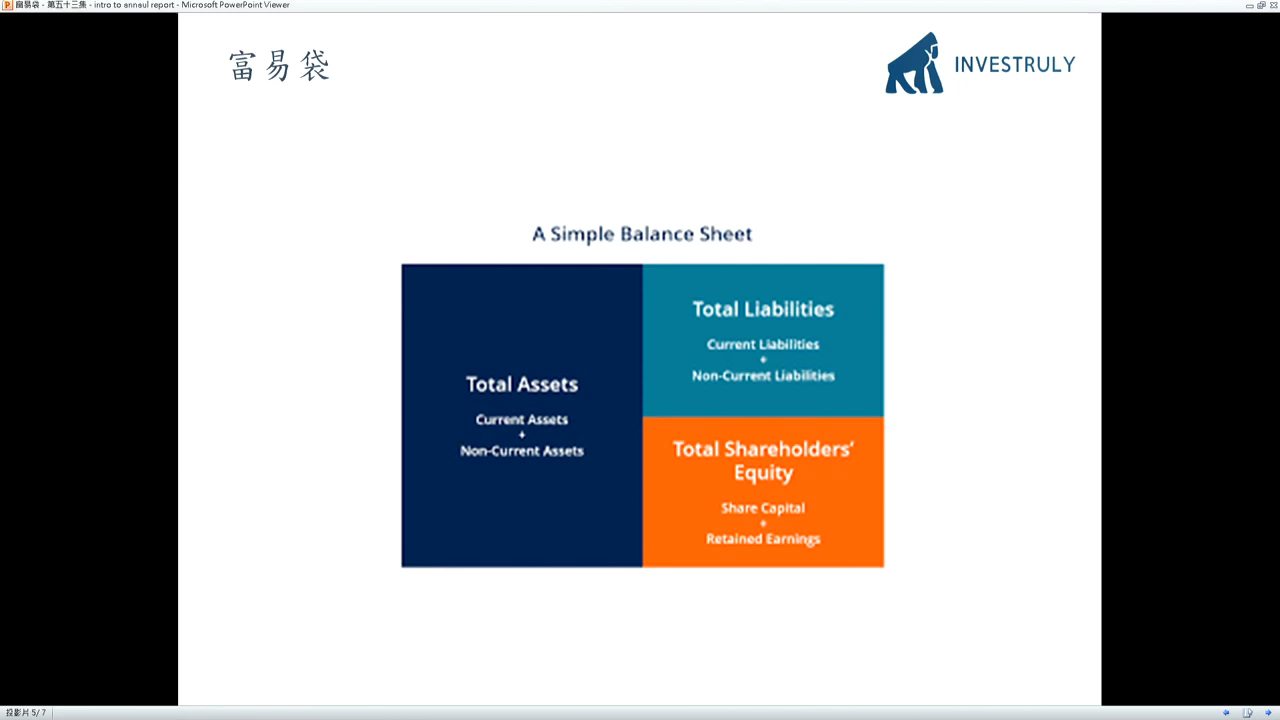 富易袋 - 第五十三集 - intro to annaul report - Microsoft PowerPoint Viewer
富易袋
INVESTRULY
A Simple Balance Sheet
Total Assets
Current Assets
+
Non-Current Assets
Total Liabilities
Current Liabilities
+
Non-Current Liabilities
Total Shareholders’
Equity
Share Capital
+
Retained Earnings
投影片 5/7